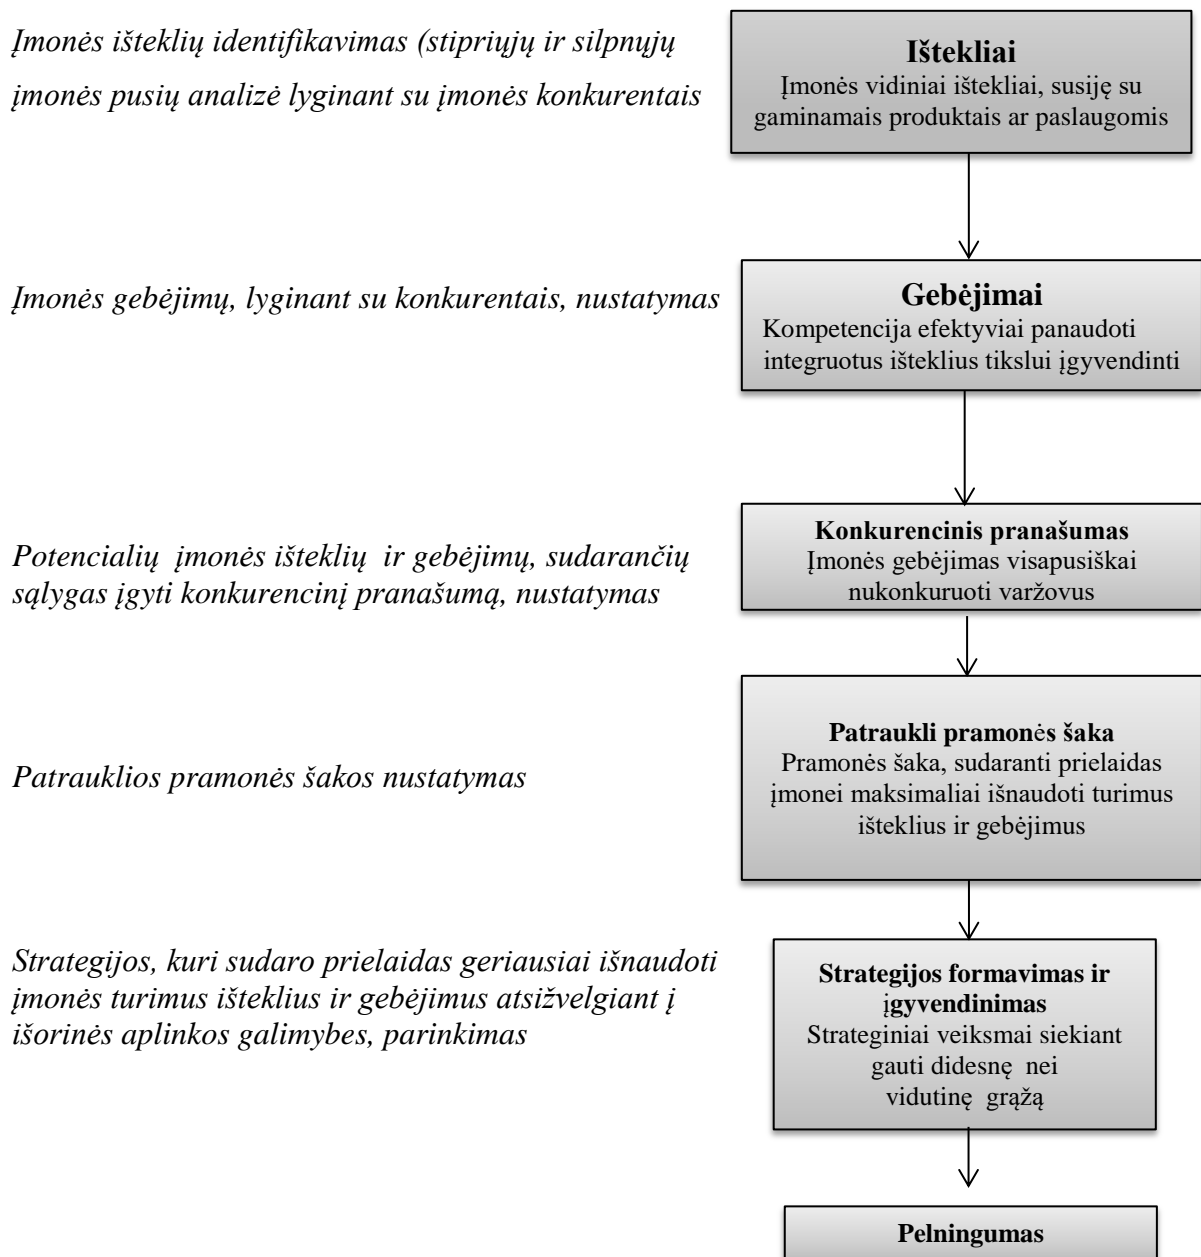 Įmonės išteklių identifikavimas (stipriųjų ir silpnųjų
įmonės pusių analizė lyginant su įmonės konkurentais
Ištekliai
Įmonės vidiniai ištekliai, susiję su
gaminamais produktais ar paslaugomis
Įmonės gebėjimų, lyginant su konkurentais, nustatymas
Gebėjimai
Kompetencija efektyviai panaudoti
integruotus išteklius tikslui įgyvendinti
Potencialių įmonės išteklių ir gebėjimų, sudarančių
sąlygas įgyti konkurencinį pranašumą, nustatymas
Konkurencinis pranašumas
Įmonės gebėjimas visapusiškai
nukonkuruoti varžovus
Patrauklios pramonės šakos nustatymas
Patraukli pramonės šaka
Pramonės šaka, sudaranti prielaidas
įmonei maksimaliai išnaudoti turimus
išteklius ir gebėjimus
Strategijos, kuri sudaro prielaidas geriausiai išnaudoti
įmonės turimus išteklius ir gebėjimus atsižvelgiant į
išorinės aplinkos galimybes, parinkimas
Strategijos formavimas ir
įgyvendinimas
Strateginiai veiksmai siekiant
gauti didesnę nei
vidutinę grąžą
Pelningumas